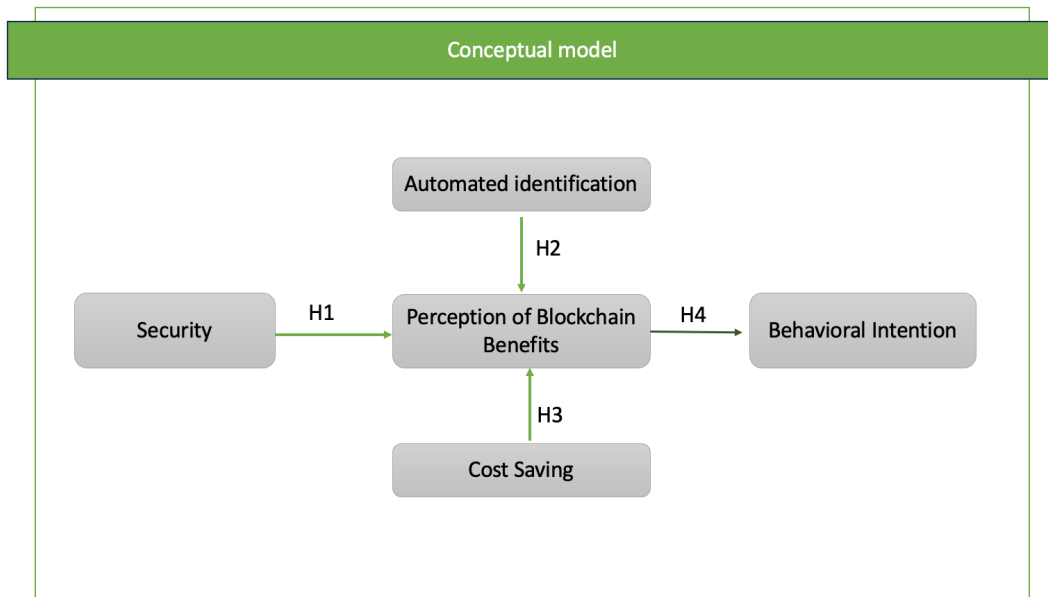 Conceptual model
Automated identification
H2
Security
H1
Perception of Blockchain
Benefits
H4
Behavioral Intention
H3
Cost Saving